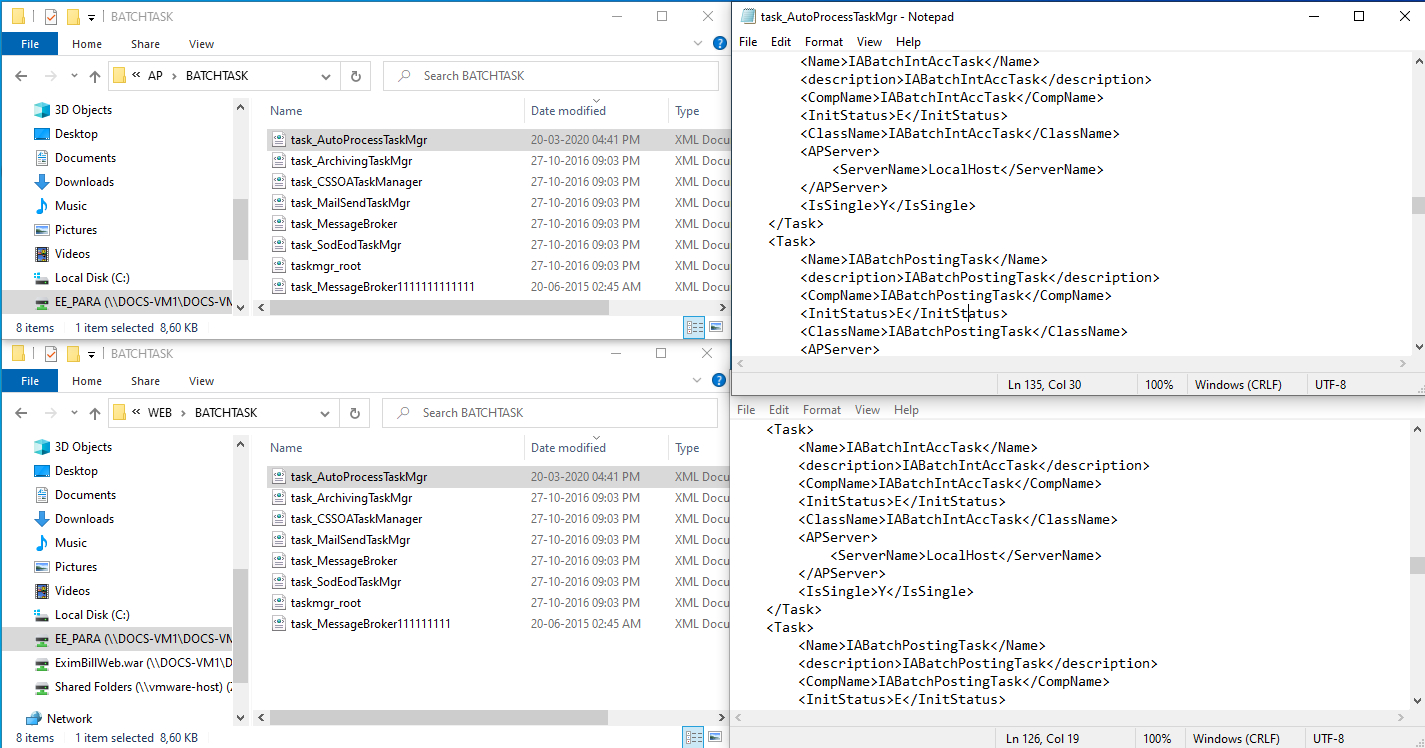 BATCHTASK
File Home Share View
AP BATCHTASK
Search BATCHTASK
3D Objects
Desktop
Documents
Downloads
Music
Pictures
Videos
Local Disk (C:)
EE_PARA (\\DOCS-VM1\DOCS-VM
Name Date modified Type
task_AutoProcessTaskMgr 20-03-2020 04:41 PM XML Docu
task_ArchivingTaskMgr 27-10-2016 09:03 PM XML Docu
task_CSSOATaskManager 27-10-2016 09:03 PM XML Docu
task_MailSendTaskMgr 27-10-2016 09:03 PM XML Docu
task_MessageBroker 27-10-2016 09:03 PM XML Docu
task_SodEodTaskMgr 27-10-2016 09:03 PM XML Docu
taskmgr_root 27-10-2016 09:03 PM XML Docu
task_MessageBroker1111111111111 20-06-2015 02:45 AM XML Docu
8 items 1 item selected 8,60 KB
BATCHTASK
File Home Share View
WEB BATCHTASK
Search BATCHTASK
3D Objects
Desktop
Documents
Downloads
Music
Pictures
Videos
Local Disk (C:)
EE_PARA (\\DOCS-VM1\DOCS-VM
EximBillWeb.war (\\DOCS-VM1\D
Shared Folders (\\vmware-host) (Z
Network
Name Date modified Type
task_AutoProcessTaskMgr 20-03-2020 04:41 PM XML Docu
task_ArchivingTaskMgr 27-10-2016 09:03 PM XML Docu
task_CSSOATaskManager 27-10-2016 09:03 PM XML Docu
task_MailSendTaskMgr 27-10-2016 09:03 PM XML Docu
task_MessageBroker 27-10-2016 09:03 PM XML Docu
task_SodEodTaskMgr 27-10-2016 09:03 PM XML Docu
taskmgr_root 27-10-2016 09:03 PM XML Docu
task_MessageBroker111111111 20-06-2015 02:45 AM XML Docu
8 items 1 item selected 8,60 KB
task_AutoProcessTaskMgr - Notepad
File Edit Format View Help
<Name>IABatchIntAccTask</Name>
<description>IABatchIntAccTask</description>
<CompName>IABatchIntAccTask</CompName>
<InitStatus>E</InitStatus>
<ClassName>IABatchIntAccTask</ClassName>
<APServer>
<ServerName>LocalHost</ServerName>
</APServer>
<IsSingle>Y</IsSingle>
</Task>
<Task>
<Name>IABatchPostingTask</Name>
<description>IABatchPostingTask</description>
<CompName>IABatchPostingTask</CompName>
<InitStatus>E</InitStatus>
<ClassName>IABatchPostingTask</ClassName>
<APServer>
Ln 135, Col 30 100% Windows (CRLF) UTF-8
File Edit Format View Help
<Task>
<Name>IABatchIntAccTask</Name>
<description>IABatchIntAccTask</description>
<CompName>IABatchIntAccTask</CompName>
<InitStatus>E</InitStatus>
<ClassName>IABatchIntAccTask</ClassName>
<APServer>
<ServerName>LocalHost</ServerName>
</APServer>
<IsSingle>Y</IsSingle>
</Task>
<Task>
<Name>IABatchPostingTask</Name>
<description>IABatchPostingTask</description>
<CompName>IABatchPostingTask</CompName>
<InitStatus>E</InitStatus>
Ln 126, Col 19 100% Windows (CRLF) UTF-8